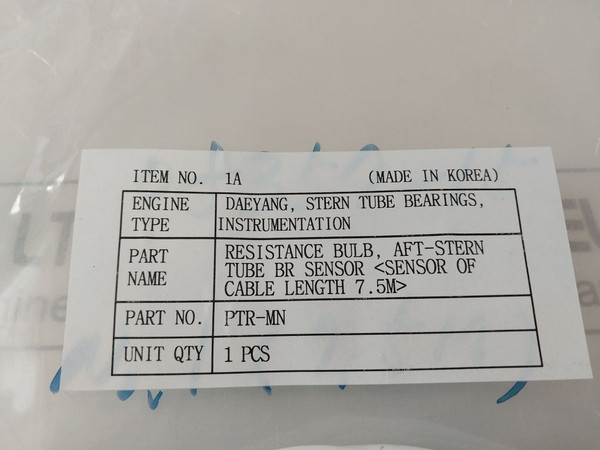 ITEM NO. 1A (MADE IN KOREA)
ENGINE TYPE
DAEYANG, STERN TUBE BEARINGS,
INSTRUMENTATION
PART NAME
RESISTANCE BULB, AFT-STERN
TUBE BR SENSOR <SENSOR OF
CABLE LENGTH 7.5M>
PART NO. PTR-MN
UNIT QTY 1 PCS